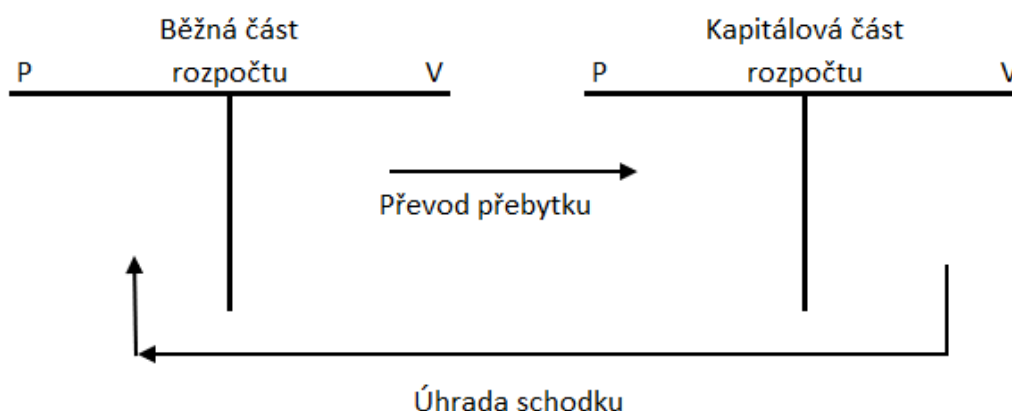 Běžná část
P rozpočtu V
Kapitálová část
P rozpočtu V
Převod přebytku
Úhrada schodku